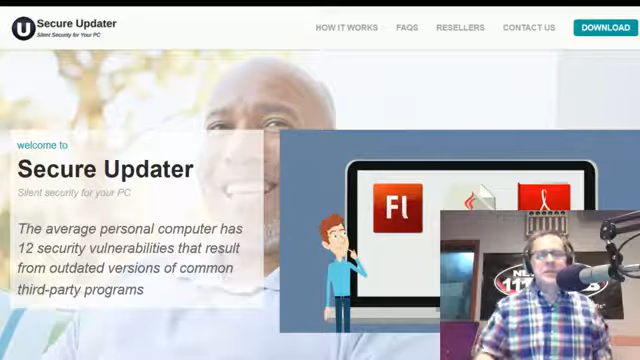 Secure Updater
Silent Security for Your PC
HOW IT WORKS
FAQS
RESELLERS
CONTACT US
DOWNLOAD
welcome to
Secure Updater
Silent security for your PC
The average personal computer has
12 security vulnerabilities that result
from outdated versions of common
third-party programs
Fl